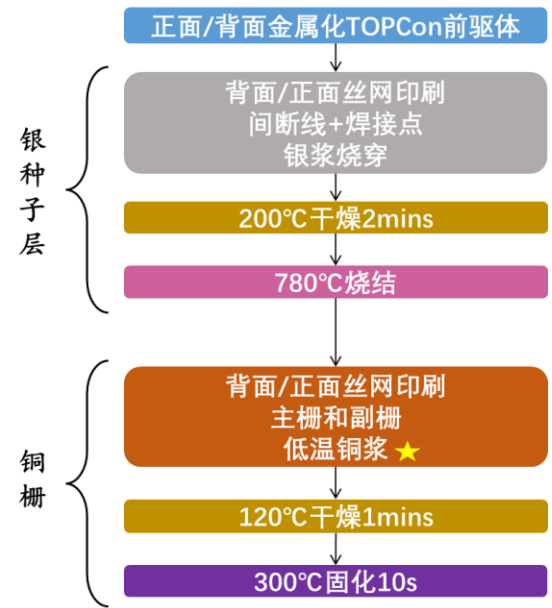 正面/背面金属化TOPCon前驱体
银种子层
背面/正面丝网印刷
间断线+焊接点
银浆烧穿
200℃干燥2mins
780℃烧结
铜栅
背面/正面丝网印刷
主栅和副栅
低温铜浆
120℃干燥1mins
300℃固化10s